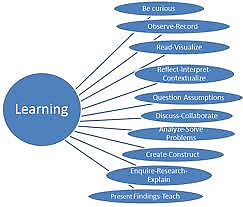 Be curious
Observe-Record
Read-Visualize
Reflect-Interpret
Contextualize
Learning
Question Assumptions
Discuss-Collaborate
Analyze-Solve
Problems
Create-Construct
Enquire-Research-
Explain
Present Findings-Teach